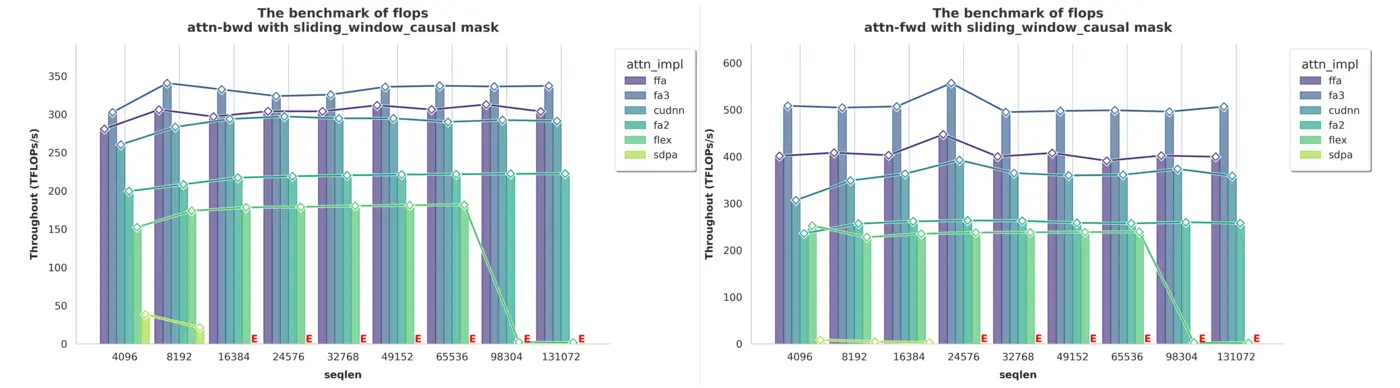 The benchmark of flops
attn-bwd with sliding_window_causal mask
Throughout (TFLOPs/s)
350
300
250
200
150
100
50
0
E E E E E E E
4096 8192 16384 24576 32768 49152 65536 98304 131072
seqlen
attn_impl
ffa
fa3
cudnn
fa2
flex
sdpa
The benchmark of flops
attn-fwd with sliding_window_causal mask
Throughout (TFLOPs/s)
600
500
400
300
200
100
0
E E E E E E
4096 8192 16384 24576 32768 49152 65536 98304 131072
seqlen
attn_impl
ffa
fa3
cudnn
fa2
flex
sdpa